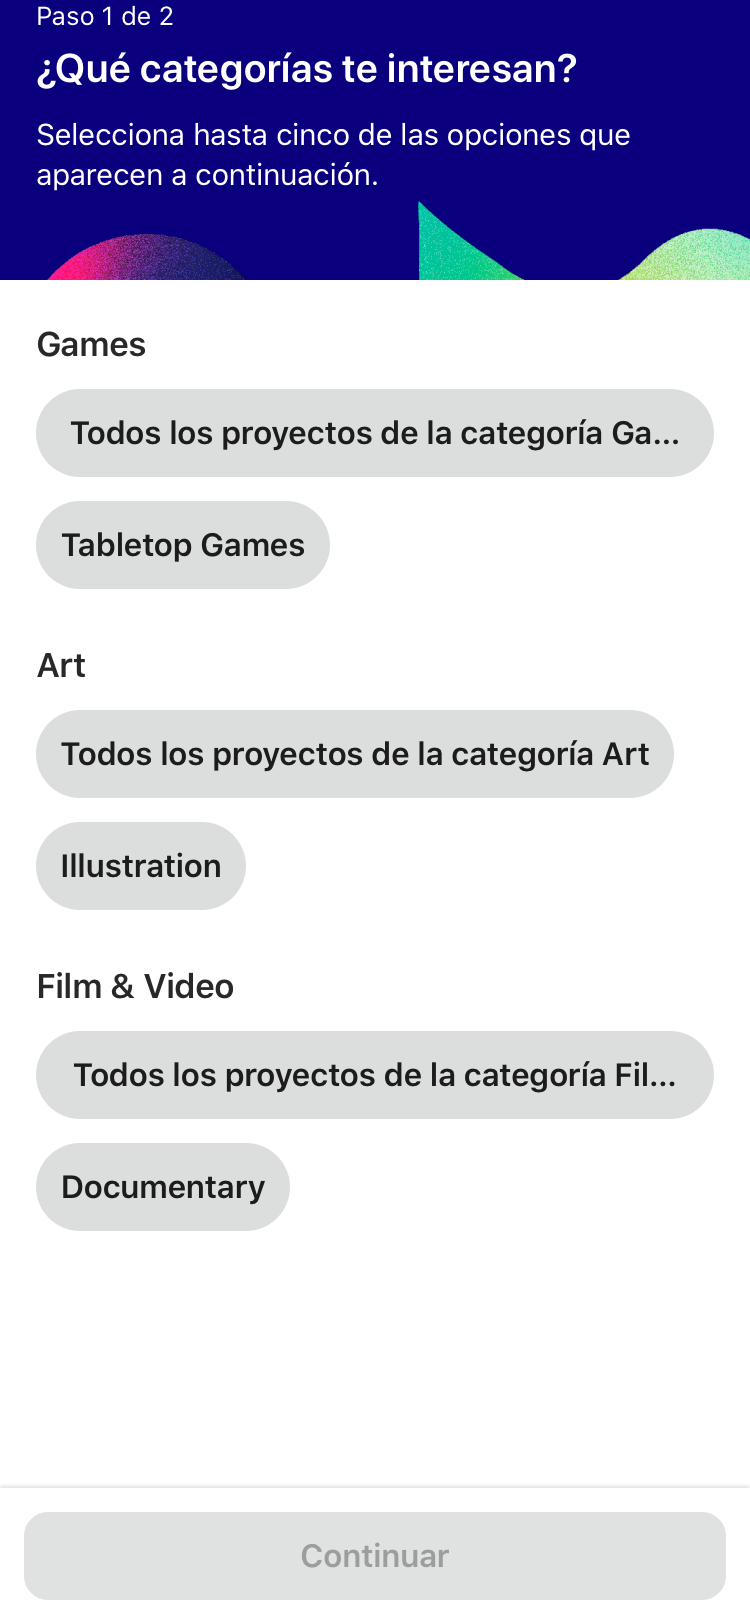 Paso 1 de 2
¿Qué categorías te interesan?
Selecciona hasta cinco de las opciones que
aparecen a continuación.
Games
Todos los proyectos de la categoría Ga...
Tabletop Games
Art
Todos los proyectos de la categoría Art
Illustration
Film & Video
Todos los proyectos de la categoría Fil...
Documentary
Continuar